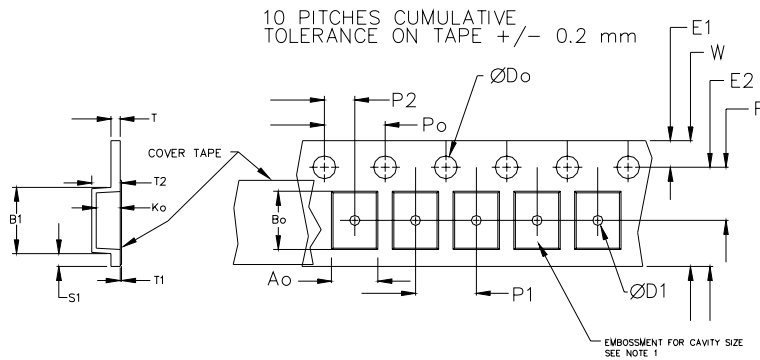 10 PITCHES CUMULATIVE
TOLERANCE ON TAPE +/- 0.2 mm
E1
W
ØDo
E2
P2
F
Po
T
COVER TAPE
T2
Ko
B1
Bo
S1
T1
Ao
P1
ØD1
EMBOSSMENT FOR CAVITY SIZE
SEE NOTE 1